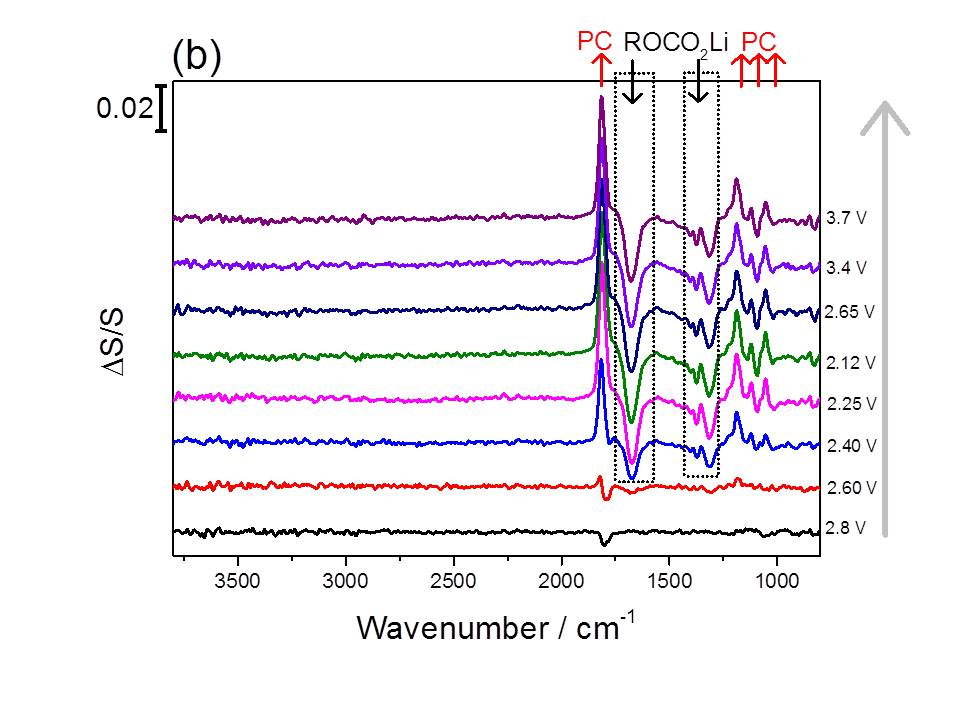 (b)
PC ROCO₂Li PC
0.02
3.7 V
3.4 V
2.65 V
2.12 V
2.25 V
2.40 V
2.60 V
2.8 V
ΔS/S
3500 3000 2500 2000 1500 1000
Wavenumber / cm⁻¹